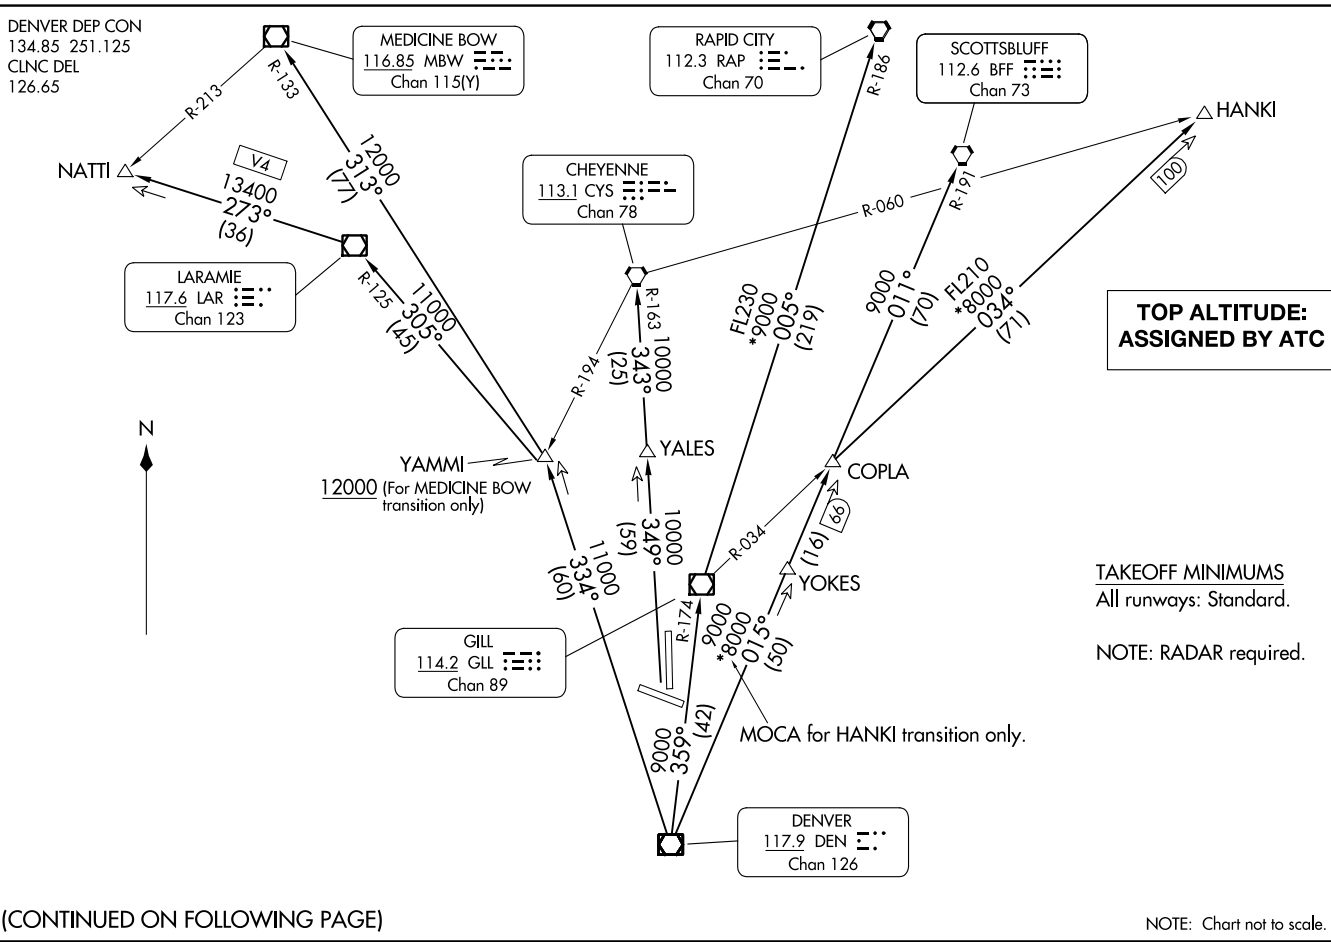 DENVER DEP CON
134.85 251.125
CLNC DEL
126.65
MEDICINE BOW
116.85 MBW
Chan 115(Y)
RAPID CITY
112.3 RAP
Chan 70
SCOTTSBLUFF
112.6 BFF
Chan 73
HANKI
NATTI
R-213
R-133
R-186
R-191
R-060
100
V4
13400
273°
(36)
12000
313°
(77)
CHEYENNE
113.1 CYS
Chan 78
LARAMIE
117.6 LAR
Chan 123
R-125
11000
305°
(45)
R-163
R-194
10000
343°
(25)
FL230
*9000
005°
(219)
9000
011°
(70)
FL210
*8000
034°
(71)
TOP ALTITUDE:
ASSIGNED BY ATC
N
YAMMI
12000 (For MEDICINE BOW
transition only)
YALES
COPLA
11000
334°
(60)
10000
349°
(59)
R-034
(16)
66
YOKES
TAKEOFF MINIMUMS
All runways: Standard.
NOTE: RADAR required.
GILL
114.2 GLL
Chan 89
R-174
9000
*8000
015°
(50)
9000
359°
(42)
MOCA for HANKI transition only.
DENVER
117.9 DEN
Chan 126
(CONTINUED ON FOLLOWING PAGE)
NOTE: Chart not to scale.